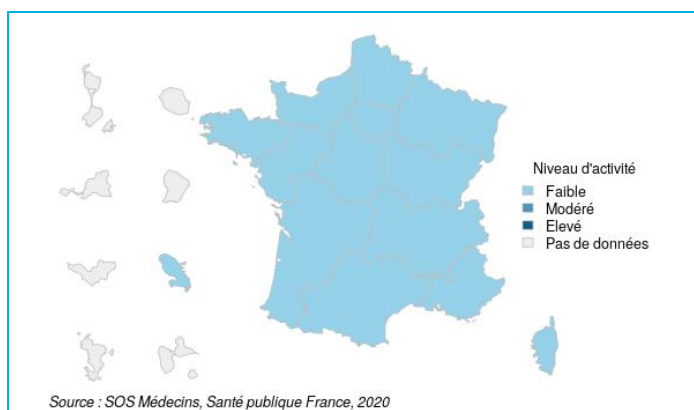 Niveau d'activité
Faible
Modéré
Elevé
Pas de données
Source : SOS Médecins, Santé publique France, 2020